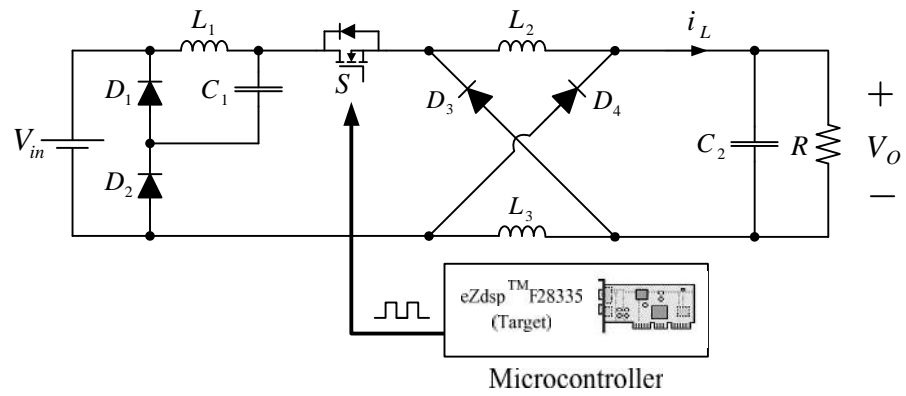 L1
S
L2
iL
D1
C1
D3
D4
Vin
D2
C2
R
+
VO
−
L3
eZdsp™F28335
(Target)
Microcontroller